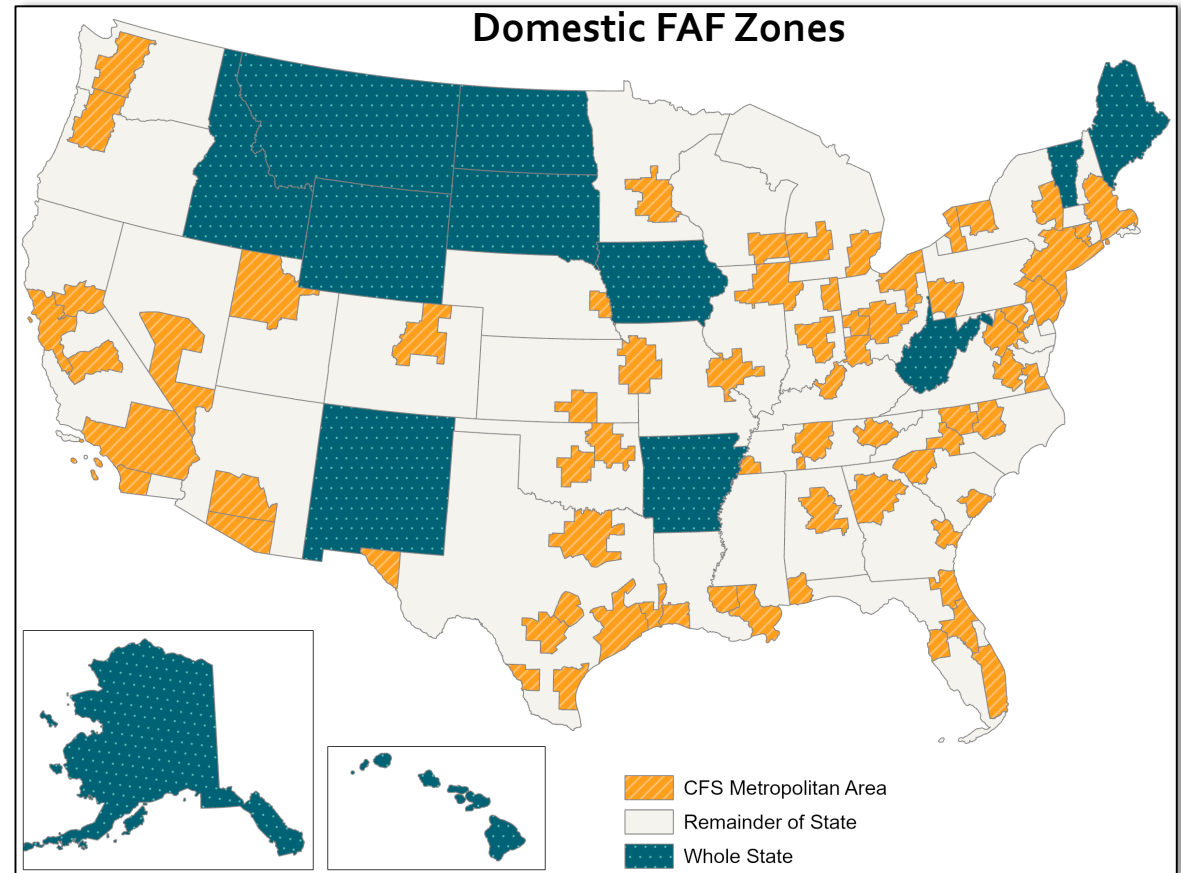 Domestic FAF Zones
CFS Metropolitan Area
Remainder of State
Whole State